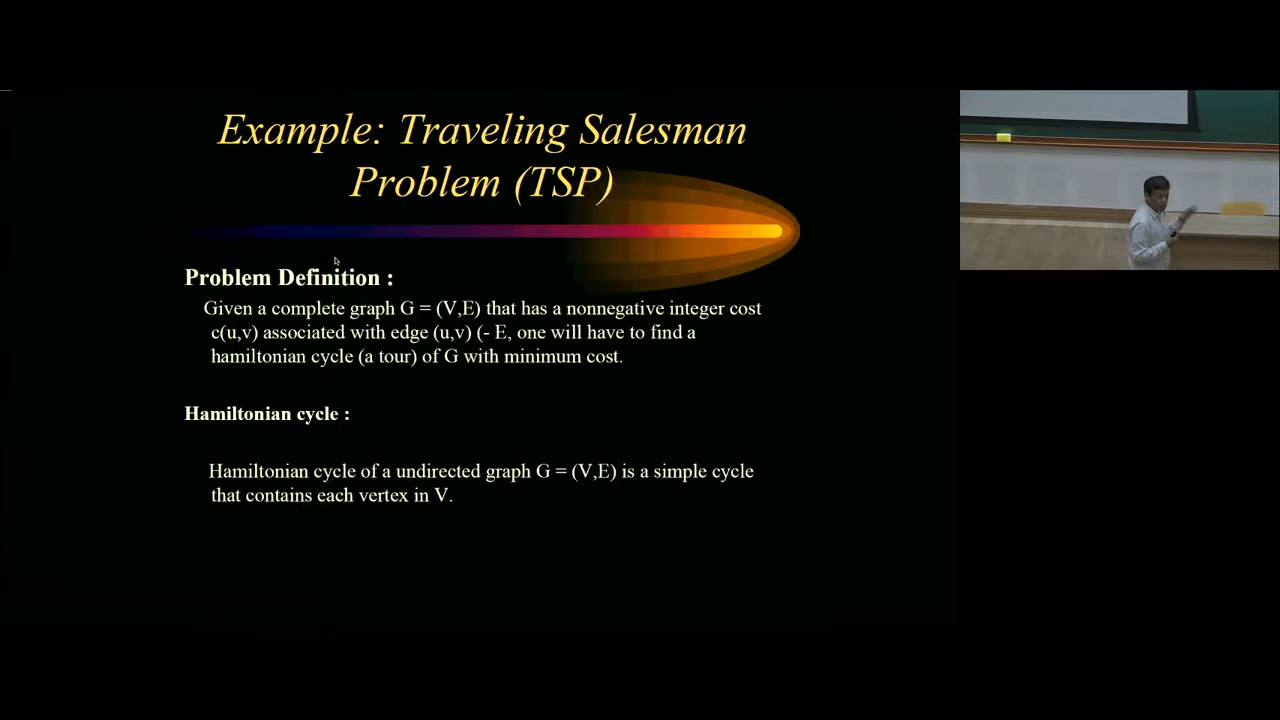 Example: Traveling Salesman
Problem (TSP)
Problem Definition :
Given a complete graph G = (V,E) that has a nonnegative integer cost
c(u,v) associated with edge (u,v) (- E, one will have to find a
hamiltonian cycle (a tour) of G with minimum cost.
Hamiltonian cycle :
Hamiltonian cycle of a undirected graph G = (V,E) is a simple cycle
that contains each vertex in V.